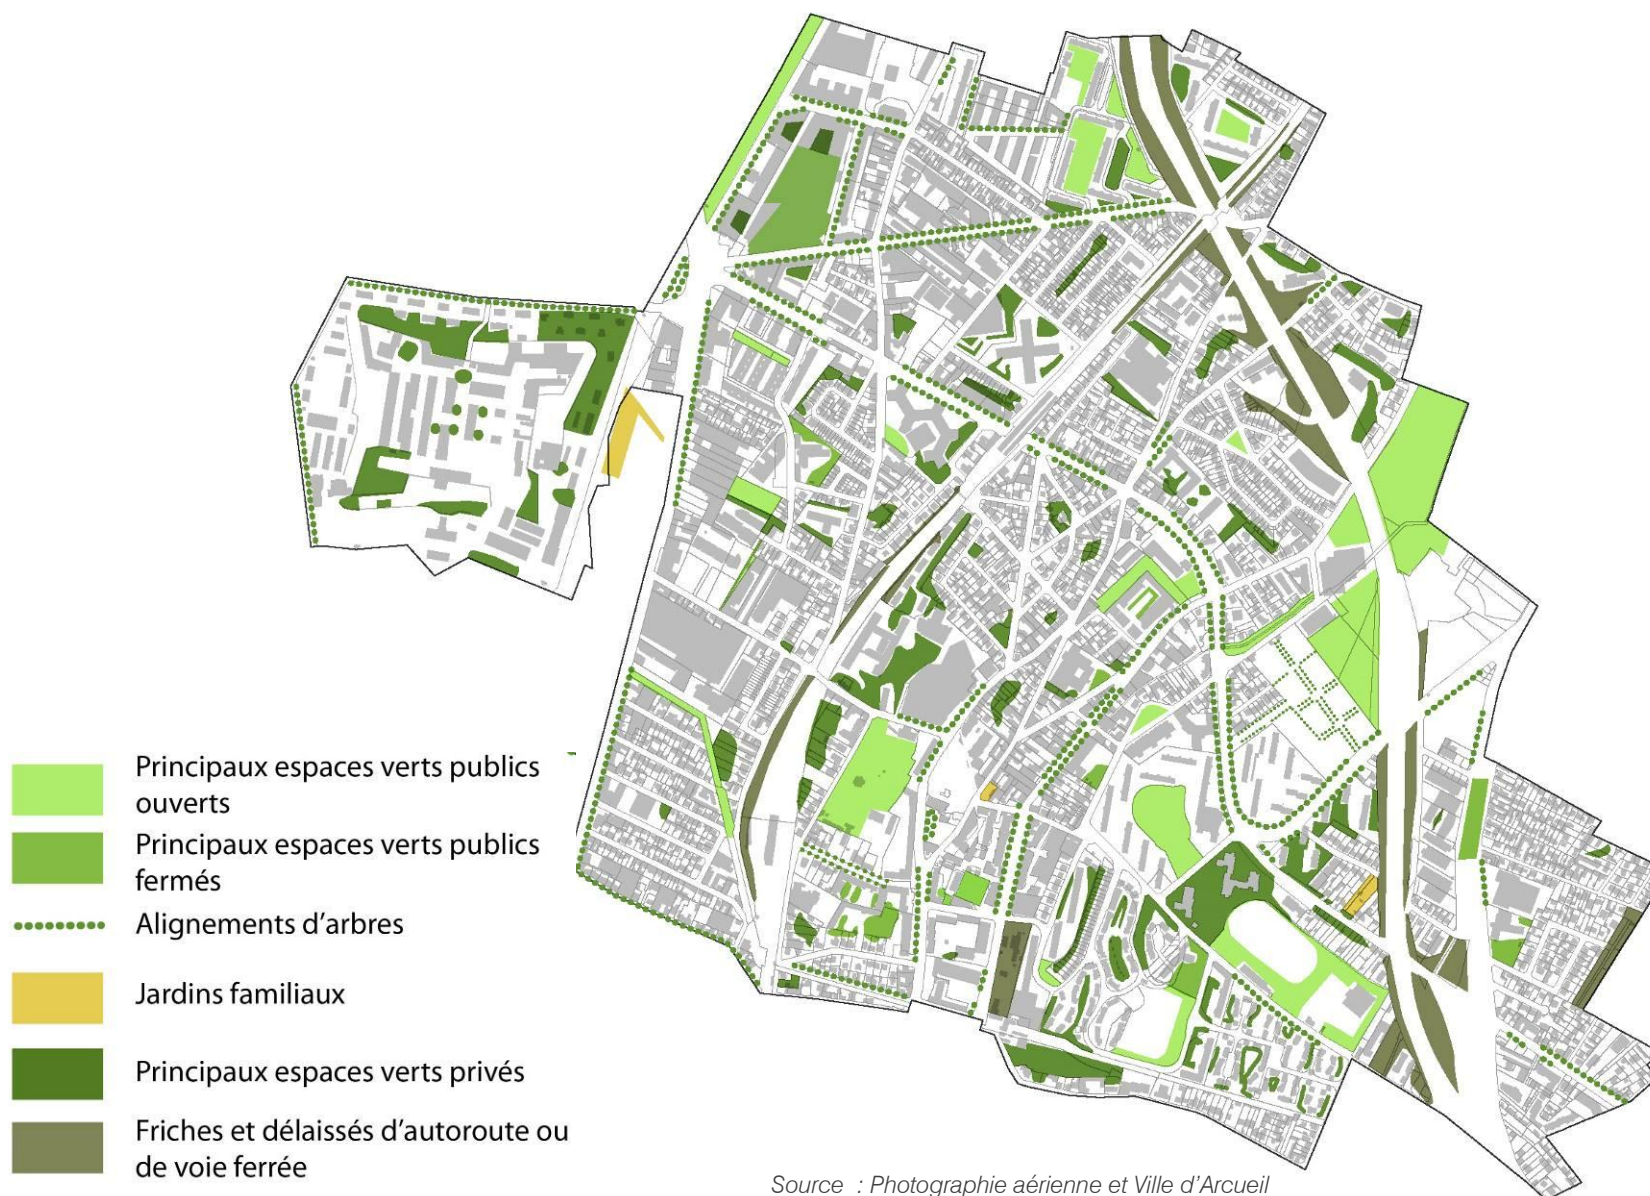 Principaux espaces verts publics
ouverts
Principaux espaces verts publics
fermés
Alignements d'arbres
Jardins familiaux
Principaux espaces verts privés
Friches et délaissés d'autoroute ou
de voie ferrée
Source : Photographie aérienne et Ville d'Arcueil